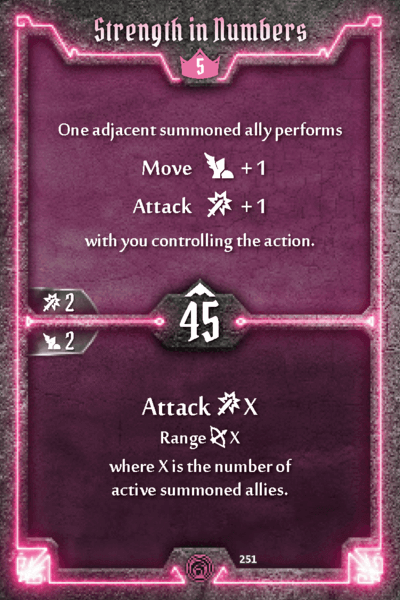 Strength in Numbers
5
One adjacent summoned ally performs
Move +1
Attack +1
with you controlling the action.
2
45
2
Attack X
Range X
where X is the number of
active summoned allies.
251